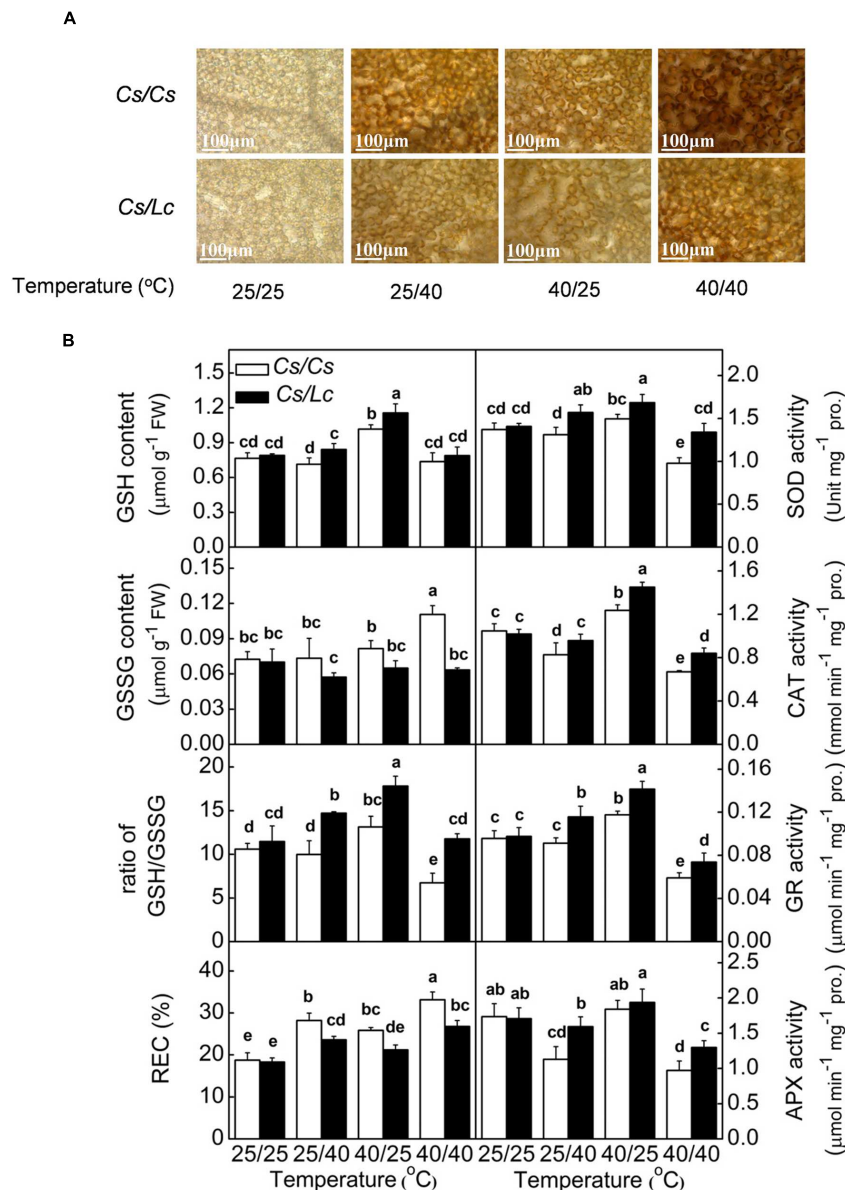 A
Cs/Cs
100µm 100µm 100µm 100µm
Cs/Lc
100µm 100µm 100µm 100µm
Temperature (°C) 25/25 25/40 40/25 40/40
B
Cs/Cs
Cs/Lc
GSH content
(µmol g⁻¹ FW)
1.5
1.2
0.9
0.6
0.3
0.0
cd cd d c b a cd cd
SOD activity
(Unit mg⁻¹ pro.)
2.0
1.5
1.0
0.5
0.0
cd cd d ab bc a e cd
GSSG content
(µmol g⁻¹ FW)
0.15
0.12
0.09
0.06
0.03
0.00
bc bc bc c b bc a bc
CAT activity
(mmol min⁻¹ mg⁻¹ pro.)
1.6
1.2
0.8
0.4
0.0
c c d c b a e d
ratio of
GSH/GSSG
20
15
10
5
0
d cd d b bc a e cd
GR activity
(µmol min⁻¹ mg⁻¹ pro.)
0.16
0.12
0.08
0.04
0.00
c c c b b a e d
REC (%)
40
30
20
10
0
e e b cd bc de a bc
APX activity
(µmol min⁻¹ mg⁻¹ pro.)
2.5
2.0
1.5
1.0
0.5
0.0
ab ab cd b ab a d c
25/25 25/40 40/25 40/40 25/25 25/40 40/25 40/40
Temperature (°C) Temperature (°C)